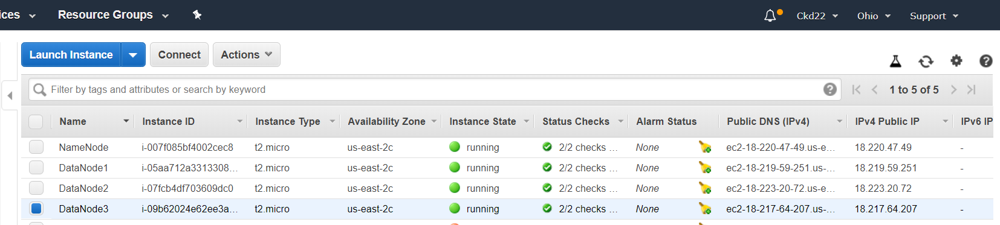 ices Resource Groups Ckd22 Ohio Support
Launch Instance Connect Actions
Filter by tags and attributes or search by keyword 1 to 5 of 5
Name Instance ID Instance Type Availability Zone Instance State Status Checks Alarm Status Public DNS (IPv4) IPv4 Public IP IPv6 IP
NameNode i-007f085bf4002cec8 t2.micro us-east-2c running 2/2 checks ... None ec2-18-220-47-49.us-e... 18.220.47.49 -
DataNode1 i-05aa712a3313308... t2.micro us-east-2c running 2/2 checks ... None ec2-18-219-59-251.us-... 18.219.59.251 -
DataNode2 i-07fcb4df703609dc0 t2.micro us-east-2c running 2/2 checks ... None ec2-18-223-20-72.us-e... 18.223.20.72 -
DataNode3 i-09b62024e62ee3a... t2.micro us-east-2c running 2/2 checks ... None ec2-18-217-64-207.us-... 18.217.64.207 -